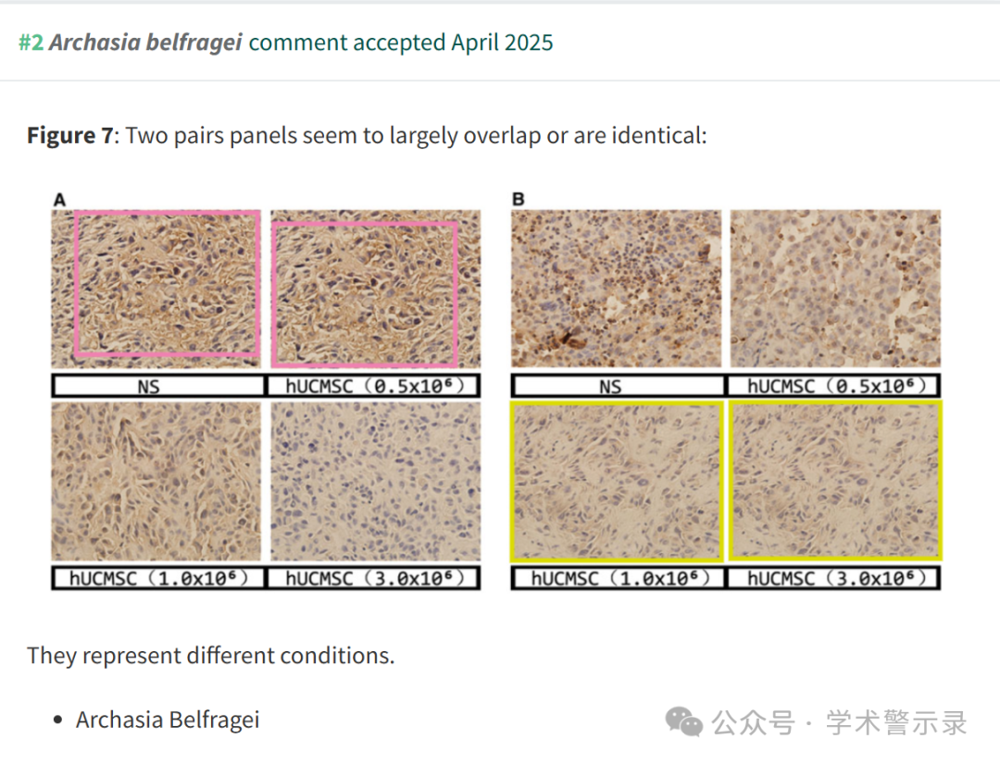 #2 Archasia belfragei comment accepted April 2025
Figure 7: Two pairs panels seem to largely overlap or are identical:
A
B
NS
hUCMSC (0.5x10⁶)
NS
hUCMSC (0.5x10⁶)
hUCMSC (1.0x10⁶)
hUCMSC (3.0x10⁶)
hUCMSC (1.0x10⁶)
hUCMSC (3.0x10⁶)
They represent different conditions.
• Archasia Belfragei
公众号 · 学术警示录